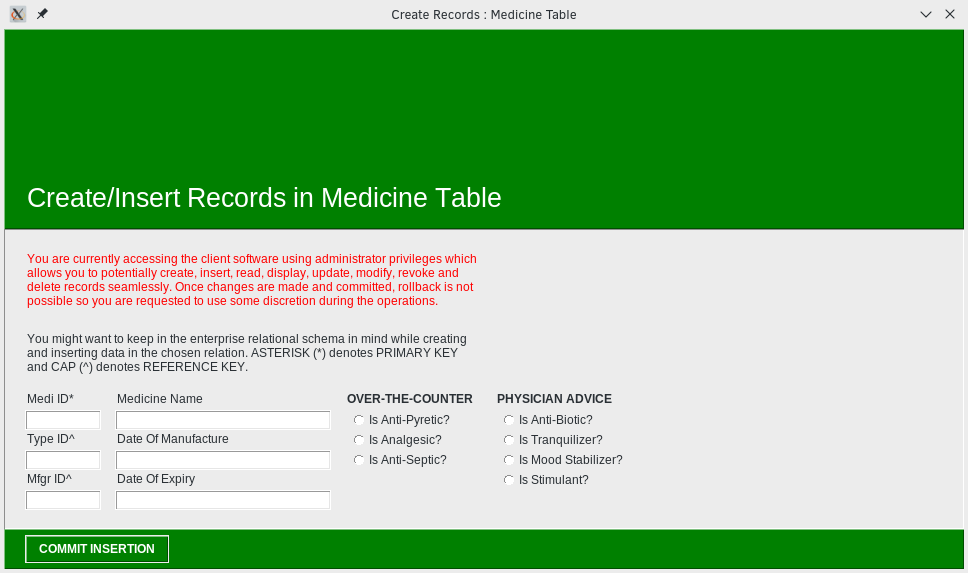 Create Records : Medicine Table
Create/Insert Records in Medicine Table
You are currently accessing the client software using administrator privileges which
allows you to potentially create, insert, read, display, update, modify, revoke and
delete records seamlessly. Once changes are made and committed, rollback is not
possible so you are requested to use some discretion during the operations.
You might want to keep in the enterprise relational schema in mind while creating
and inserting data in the chosen relation. ASTERISK (*) denotes PRIMARY KEY
and CAP (^) denotes REFERENCE KEY.
Medi ID*
Medicine Name
Type ID^
Date Of Manufacture
Mfgr ID^
Date Of Expiry
OVER-THE-COUNTER
Is Anti-Pyretic?
Is Analgesic?
Is Anti-Septic?
PHYSICIAN ADVICE
Is Anti-Biotic?
Is Tranquilizer?
Is Mood Stabilizer?
Is Stimulant?
COMMIT INSERTION